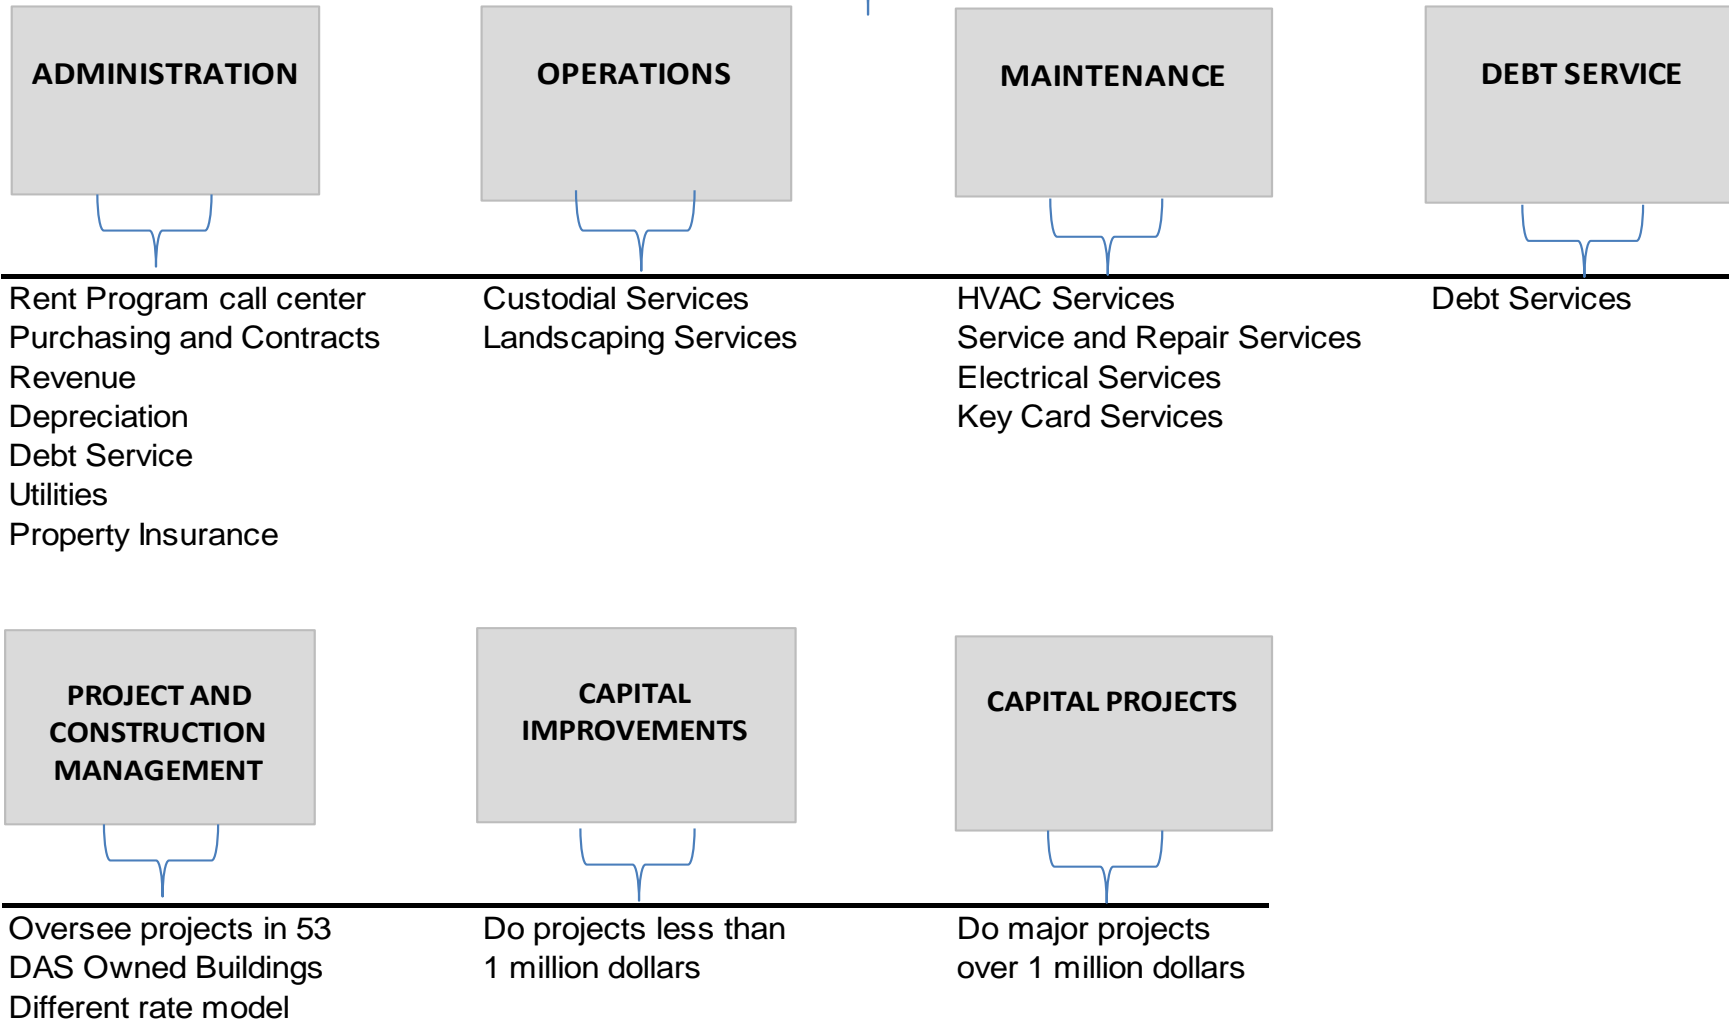 ADMINISTRATION
OPERATIONS
MAINTENANCE
DEBT SERVICE
Rent Program call center
Purchasing and Contracts
Revenue
Depreciation
Debt Service
Utilities
Property Insurance
Custodial Services
Landscaping Services
HVAC Services
Service and Repair Services
Electrical Services
Key Card Services
Debt Services
PROJECT AND
CONSTRUCTION
MANAGEMENT
CAPITAL
IMPROVEMENTS
CAPITAL PROJECTS
Oversee projects in 53
DAS Owned Buildings
Different rate model
Do projects less than
1 million dollars
Do major projects
over 1 million dollars